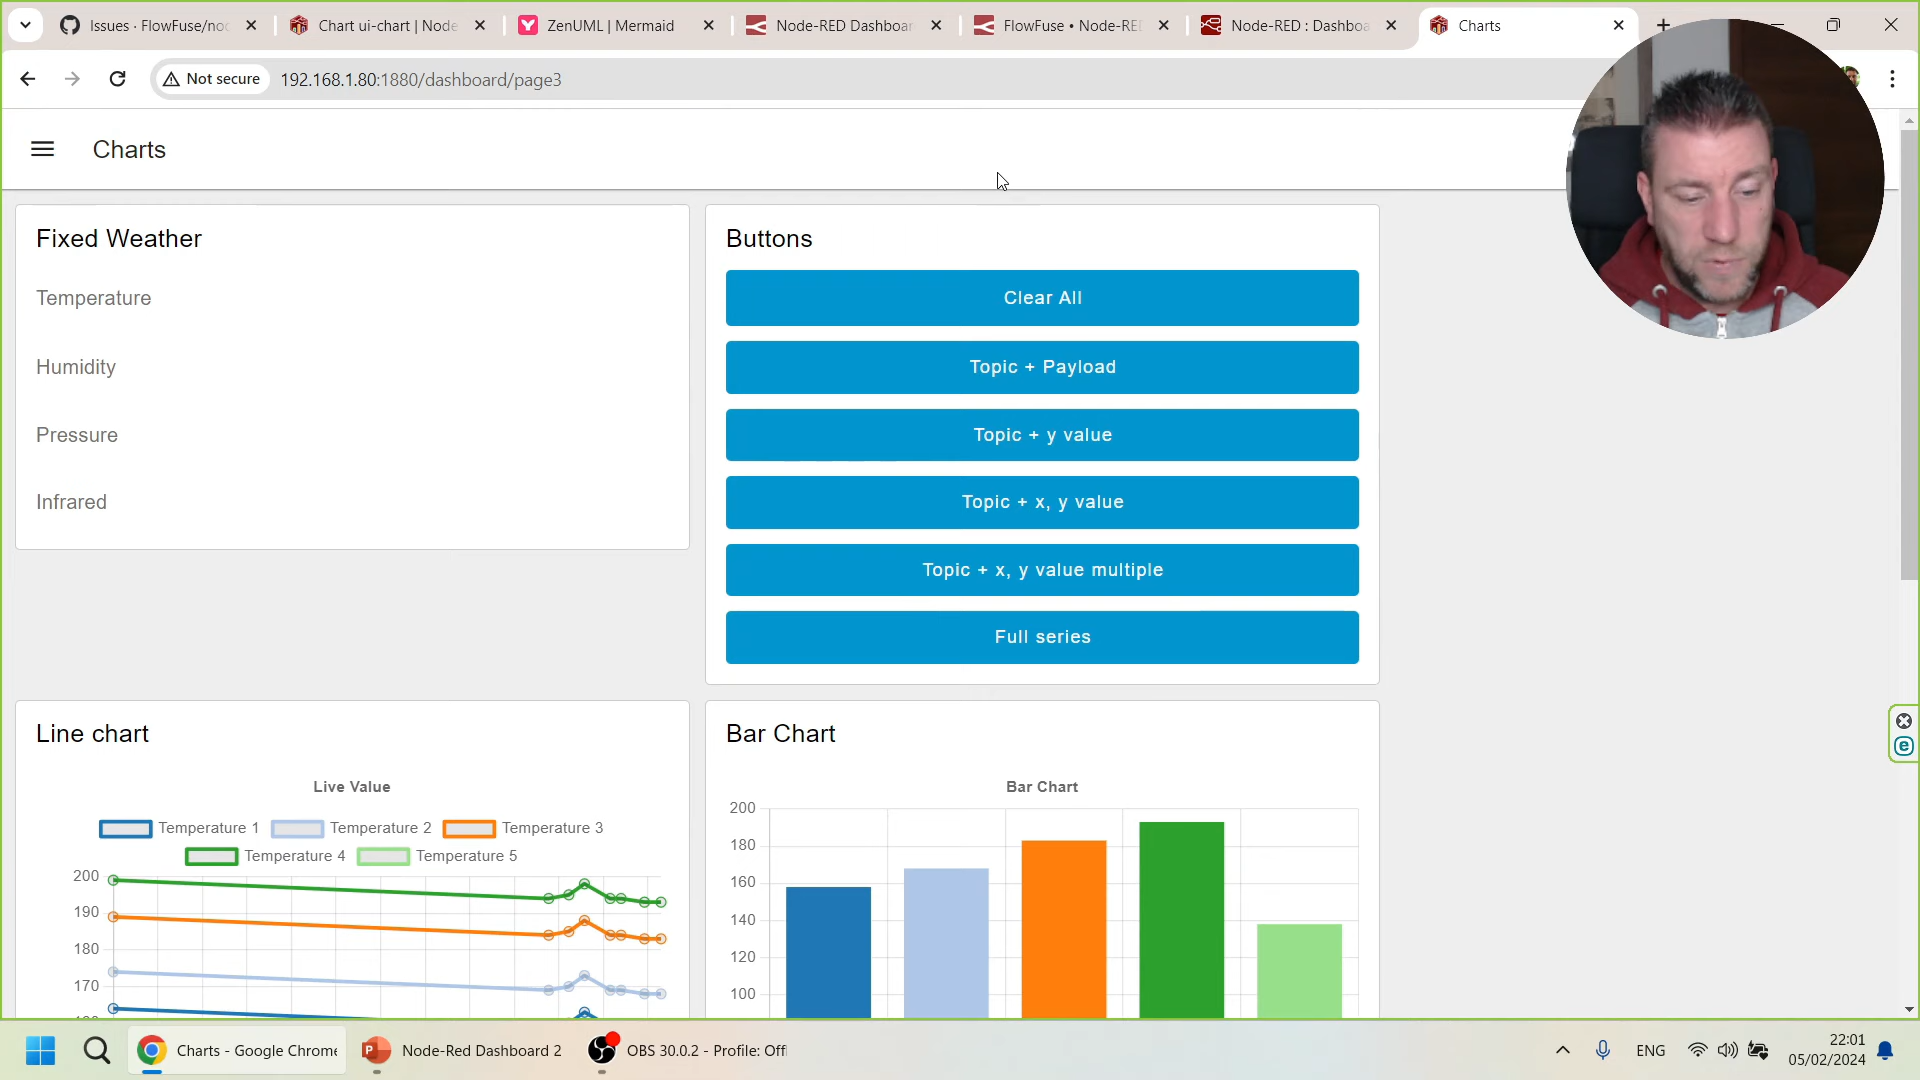 Issues · FlowFuse/no
Chart ui-chart | Node
ZenUML | Mermaid
Node-RED Dashboar
FlowFuse • Node-RE
Node-RED : Dashboa
Charts
Not secure
192.168.1.80:1880/dashboard/page3
Charts
Fixed Weather
Temperature
Humidity
Pressure
Infrared
Buttons
Clear All
Topic + Payload
Topic + y value
Topic + x, y value
Topic + x, y value multiple
Full series
Line chart
Live Value
Temperature 1
Temperature 2
Temperature 3
Temperature 4
Temperature 5
200
190
180
170
Bar Chart
Bar Chart
200
180
160
140
120
100
Charts - Google Chrome
Node-Red Dashboard 2
OBS 30.0.2 - Profile: Off
ENG
22:01
05/02/2024